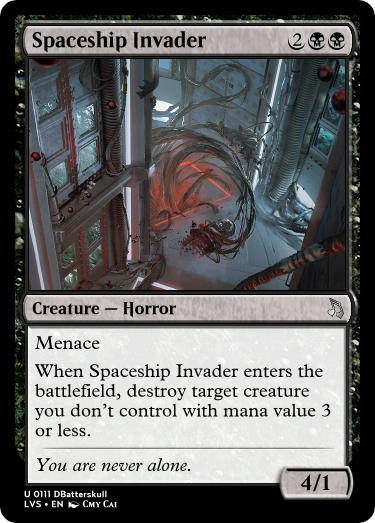 Spaceship Invader 2
Creature — Horror
Menace
When Spaceship Invader enters the
battlefield, destroy target creature
you don't control with mana value 3
or less.
You are never alone.
4/1
U 0111 DBatterskull
LVS • EN Cmy Cai